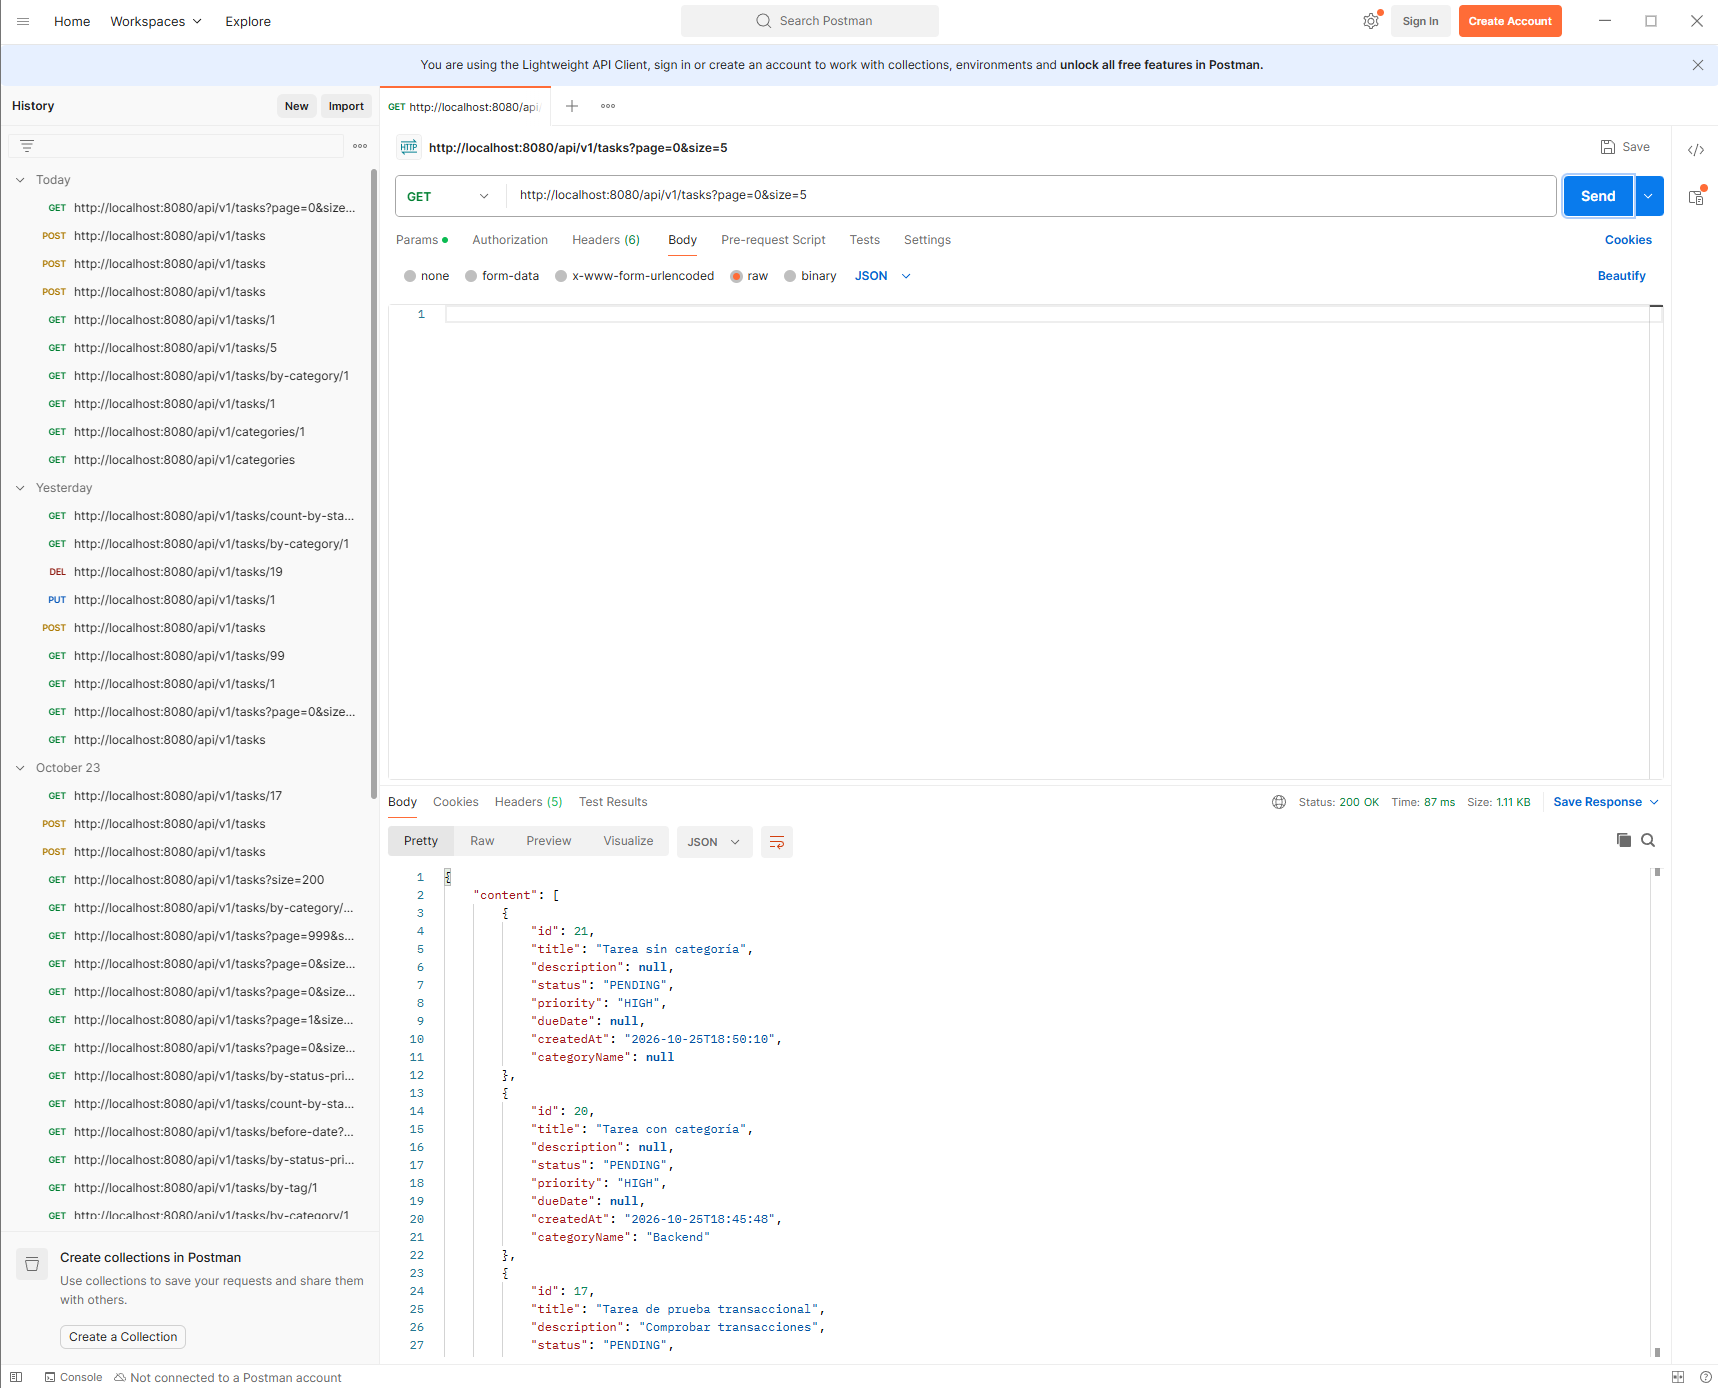 Home Workspaces Explore Search Postman Sign In Create Account
You are using the Lightweight API Client, sign in or create an account to work with collections, environments and unlock all free features in Postman.
History New Import
Today
GET http://localhost:8080/api/v1/tasks?page=0&size...
POST http://localhost:8080/api/v1/tasks
POST http://localhost:8080/api/v1/tasks
POST http://localhost:8080/api/v1/tasks
GET http://localhost:8080/api/v1/tasks/1
GET http://localhost:8080/api/v1/tasks/5
GET http://localhost:8080/api/v1/tasks/by-category/1
GET http://localhost:8080/api/v1/tasks/1
GET http://localhost:8080/api/v1/categories/1
GET http://localhost:8080/api/v1/categories
Yesterday
GET http://localhost:8080/api/v1/tasks/count-by-sta...
GET http://localhost:8080/api/v1/tasks/by-category/1
DEL http://localhost:8080/api/v1/tasks/19
PUT http://localhost:8080/api/v1/tasks/1
POST http://localhost:8080/api/v1/tasks
GET http://localhost:8080/api/v1/tasks/99
GET http://localhost:8080/api/v1/tasks/1
GET http://localhost:8080/api/v1/tasks?page=0&size...
GET http://localhost:8080/api/v1/tasks
October 23
GET http://localhost:8080/api/v1/tasks/17
POST http://localhost:8080/api/v1/tasks
POST http://localhost:8080/api/v1/tasks
GET http://localhost:8080/api/v1/tasks?size=200
GET http://localhost:8080/api/v1/tasks/by-category/...
GET http://localhost:8080/api/v1/tasks?page=999&s...
GET http://localhost:8080/api/v1/tasks?page=0&size...
GET http://localhost:8080/api/v1/tasks?page=0&size...
GET http://localhost:8080/api/v1/tasks?page=1&size...
GET http://localhost:8080/api/v1/tasks?page=0&size...
GET http://localhost:8080/api/v1/tasks/by-status-pri...
GET http://localhost:8080/api/v1/tasks/count-by-sta...
GET http://localhost:8080/api/v1/tasks/before-date?...
GET http://localhost:8080/api/v1/tasks/by-status-pri...
GET http://localhost:8080/api/v1/tasks/by-tag/1
GET http://localhost:8080/api/v1/tasks/by-category/1
Create collections in Postman
Use collections to save your requests and share them
with others.
Create a Collection
GET http://localhost:8080/api/
HTTP http://localhost:8080/api/v1/tasks?page=0&size=5 Save
GET http://localhost:8080/api/v1/tasks?page=0&size=5 Send
Params Authorization Headers (6) Body Pre-request Script Tests Settings Cookies
none form-data x-www-form-urlencoded raw binary JSON Beautify
1
Body Cookies Headers (5) Test Results Status: 200 OK Time: 87 ms Size: 1.11 KB Save Response
Pretty Raw Preview Visualize JSON
1 {
2 "content": [
3 {
4 "id": 21,
5 "title": "Tarea sin categoría",
6 "description": null,
7 "status": "PENDING",
8 "priority": "HIGH",
9 "dueDate": null,
10 "createdAt": "2026-10-25T18:50:10",
11 "categoryName": null
12 },
13 {
14 "id": 20,
15 "title": "Tarea con categoría",
16 "description": null,
17 "status": "PENDING",
18 "priority": "HIGH",
19 "dueDate": null,
20 "createdAt": "2026-10-25T18:45:48",
21 "categoryName": "Backend"
22 },
23 {
24 "id": 17,
25 "title": "Tarea de prueba transaccional",
26 "description": "Comprobar transacciones",
27 "status": "PENDING",
Console Not connected to a Postman account